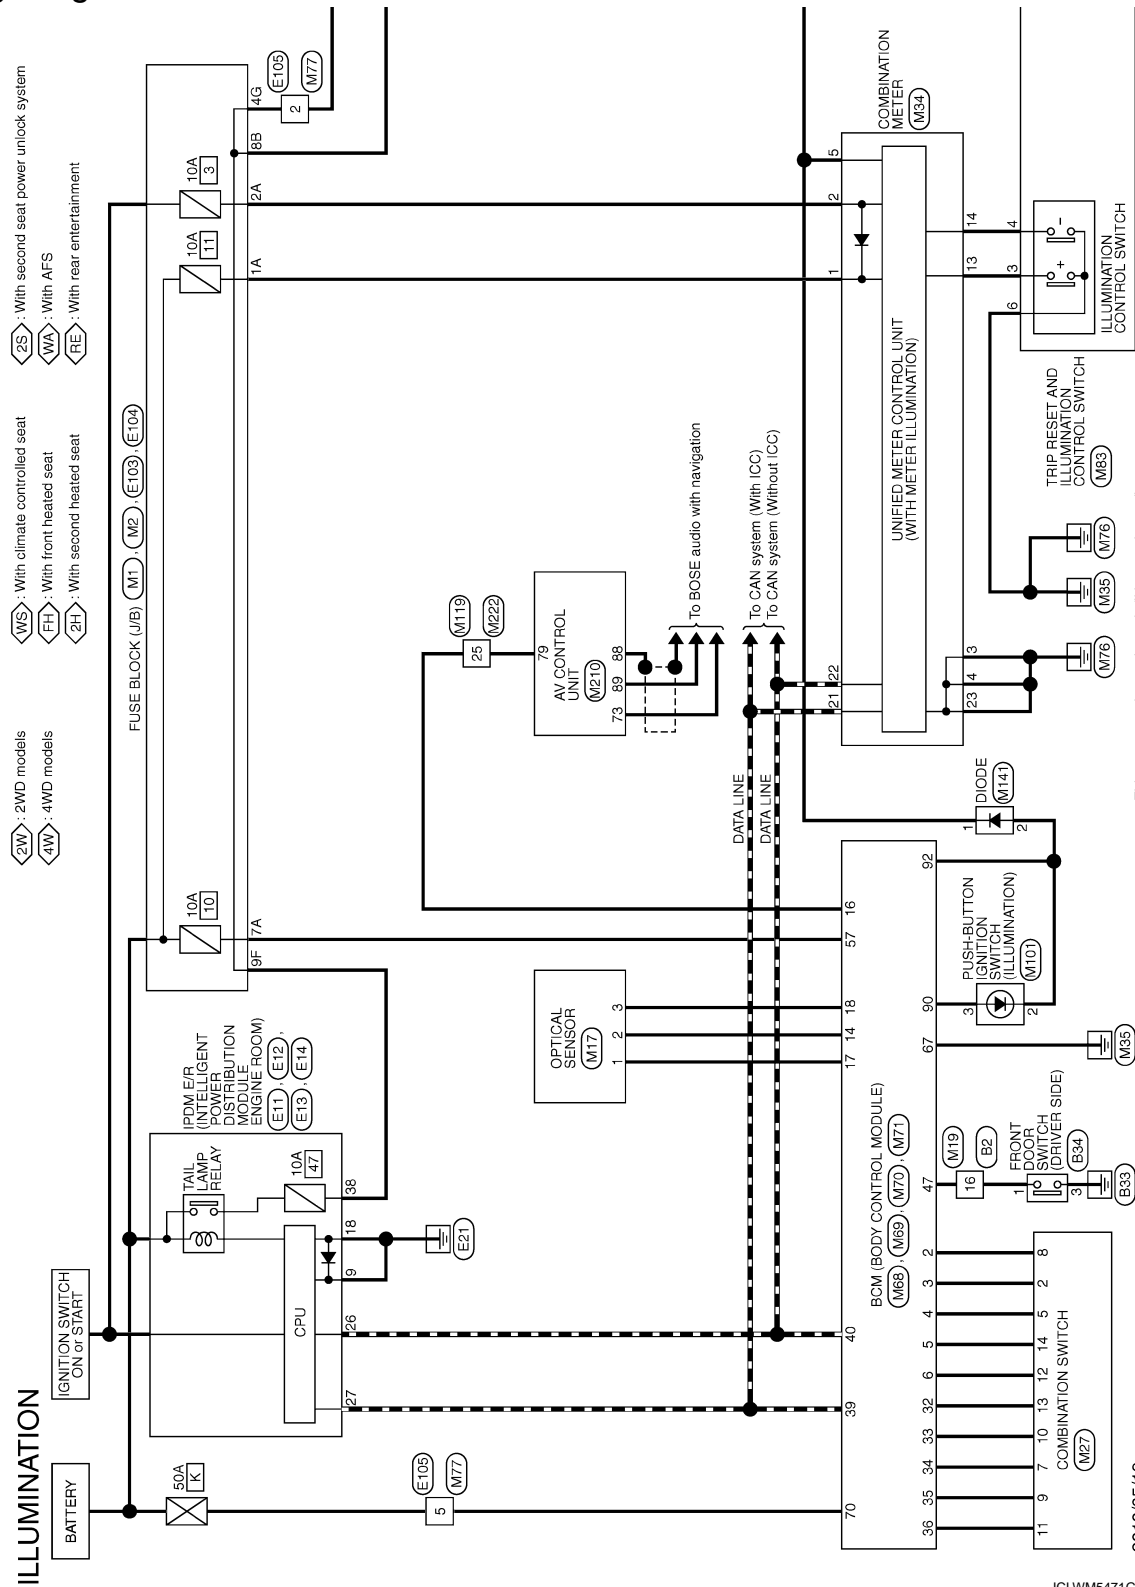 ILLUMINATION
BATTERY
IGNITION SWITCH
ON or START
2W : 2WD models
4W : 4WD models
WS : With climate controlled seat
FH : With front heated seat
2H : With second heated seat
2S : With second seat power unlock system
WA : With AFS
RE : With rear entertainment
FUSE BLOCK (J/B) M1 , M2 , E103 , E104
50A
K
10A
10
10A
11
10A
3
7A
9F
1A
2A
8B
4G
2
E105
M77
5
E105
M77
IPDM E/R
(INTELLIGENT
POWER
DISTRIBUTION
MODULE
ENGINE ROOM)
E11 , E12 ,
E13 , E14
TAIL
LAMP
RELAY
10A
47
CPU
27
26
9
18
38
E21
OPTICAL
SENSOR
M17
1
2
3
AV CONTROL
UNIT
M210
79
73
89
88
25
M119
M222
To BOSE audio with navigation
To CAN system (With ICC)
To CAN system (Without ICC)
DATA LINE
DATA LINE
70
39
40
17
14
18
57
16
BCM (BODY CONTROL MODULE)
M68 , M69 , M70 , M71
36
35
34
33
32
6
5
4
3
2
47
67
90
92
11
9
7
10
13
12
14
5
2
8
COMBINATION SWITCH
M27
16
M19
B2
1
3
FRONT
DOOR
SWITCH
(DRIVER SIDE)
B34
B33
M35
3
2
PUSH-BUTTON
IGNITION
SWITCH
(ILLUMINATION)
M101
1
2
DIODE
M141
COMBINATION
METER
M34
21
22
1
2
5
UNIFIED METER CONTROL UNIT
(WITH METER ILLUMINATION)
23
4
3
13
14
M76
M35
M76
TRIP RESET AND
ILLUMINATION
CONTROL SWITCH
M83
6
3
4
+
-
ILLUMINATION
CONTROL SWITCH